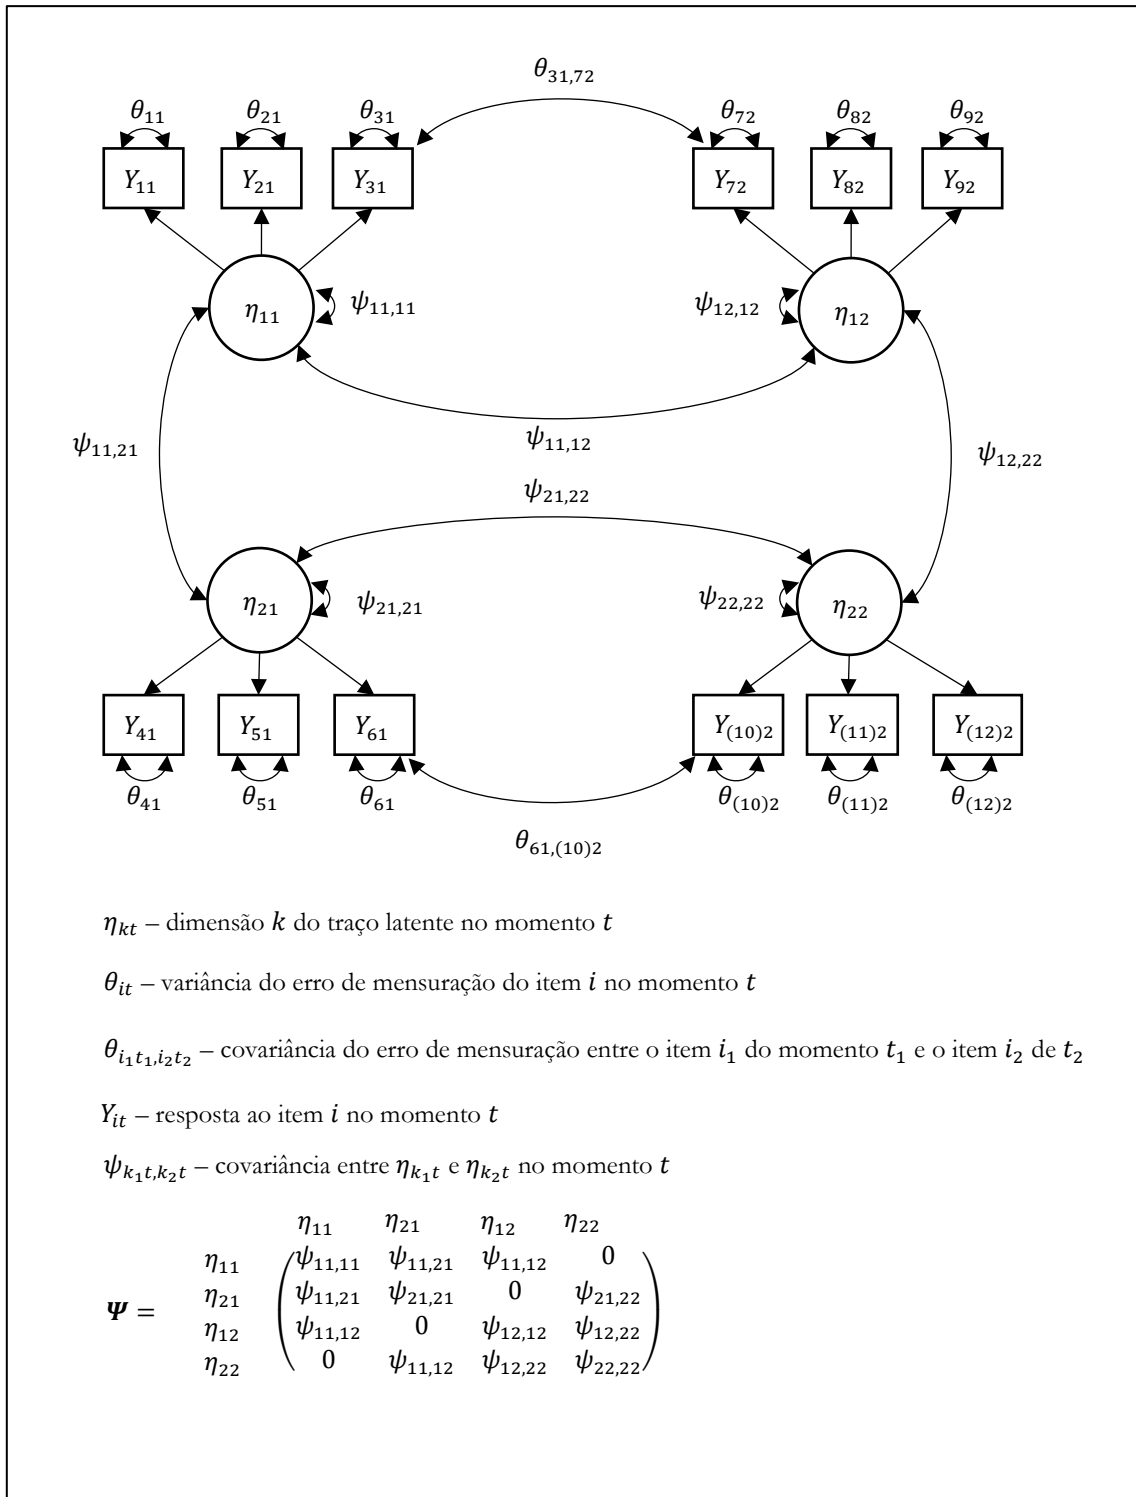 θ₃₁,₇₂
θ₁₁ θ₂₁ θ₃₁ θ₇₂ θ₈₂ θ₉₂
Y₁₁ Y₂₁ Y₃₁ Y₇₂ Y₈₂ Y₉₂
η₁₁ ψ₁₁,₁₁ ψ₁₂,₁₂ η₁₂
ψ₁₁,₂₁ ψ₁₁,₁₂ ψ₁₂,₂₂
ψ₂₁,₂₂
η₂₁ ψ₂₁,₂₁ ψ₂₂,₂₂ η₂₂
Y₄₁ Y₅₁ Y₆₁ Y₍₁₀₎₂ Y₍₁₁₎₂ Y₍₁₂₎₂
θ₄₁ θ₅₁ θ₆₁ θ₍₁₀₎₂ θ₍₁₁₎₂ θ₍₁₂₎₂
θ₆₁,₍₁₀₎₂
ηₖₜ – dimensão k do traço latente no momento t
θᵢₜ – variância do erro de mensuração do item i no momento t
θᵢ₁ₜ₁,ᵢ₂ₜ₂ – covariância do erro de mensuração entre o item i₁ do momento t₁ e o item i₂ de t₂
Yᵢₜ – resposta ao item i no momento t
ψₖ₁ₜ,ₖ₂ₜ – covariância entre ηₖ₁ₜ e ηₖ₂ₜ no momento t
η₁₁ η₂₁ η₁₂ η₂₂
η₁₁ ψ₁₁,₁₁ ψ₁₁,₂₁ ψ₁₁,₁₂ 0
Ψ = η₂₁ ψ₁₁,₂₁ ψ₂₁,₂₁ 0 ψ₂₁,₂₂
η₁₂ ψ₁₁,₁₂ 0 ψ₁₂,₁₂ ψ₁₂,₂₂
η₂₂ 0 ψ₁₁,₁₂ ψ₁₂,₂₂ ψ₂₂,₂₂